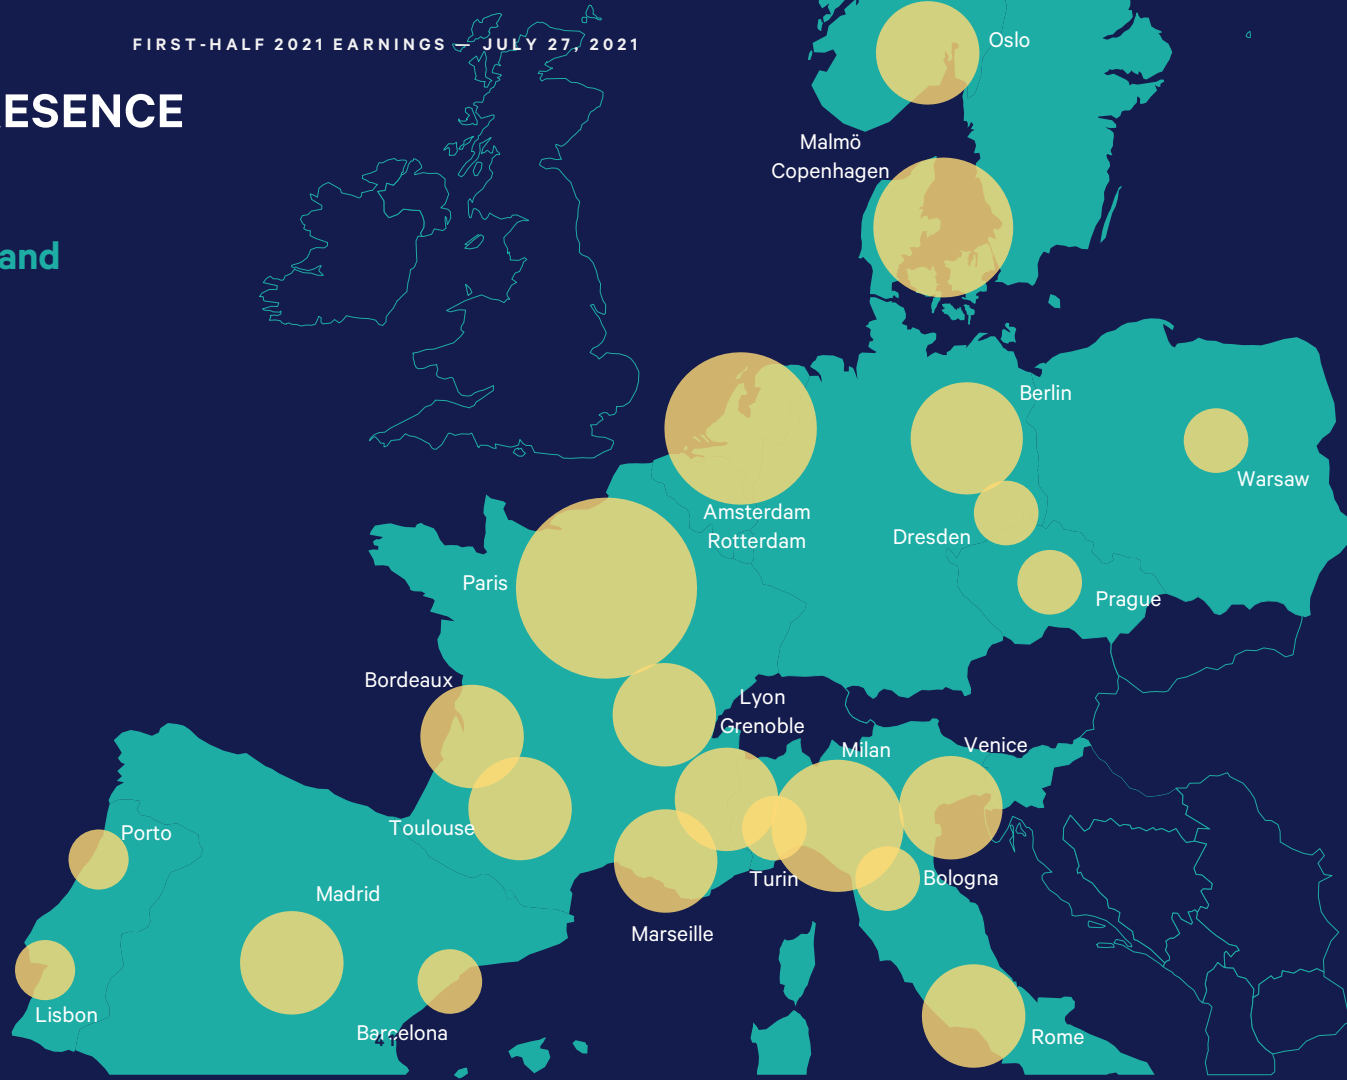 FIRST-HALF 2021 EARNINGS — JULY 27, 2021
ESENCE
and
Oslo
Malmö
Copenhagen
Berlin
Warsaw
Amsterdam
Rotterdam
Dresden
Paris
Prague
Bordeaux
Lyon
Grenoble
Milan
Venice
Toulouse
Porto
Turin
Bologna
Madrid
Marseille
Lisbon
Barcelona
Rome
41